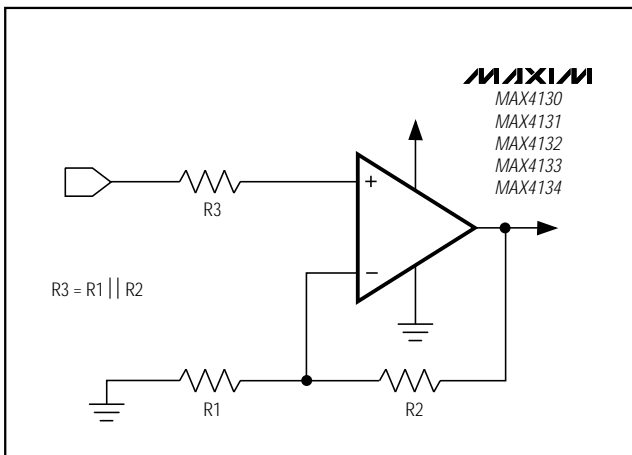 MAXIM
MAX4130
MAX4131
MAX4132
MAX4133
MAX4134
+
R3
−
R3 = R1 || R2
R1
R2